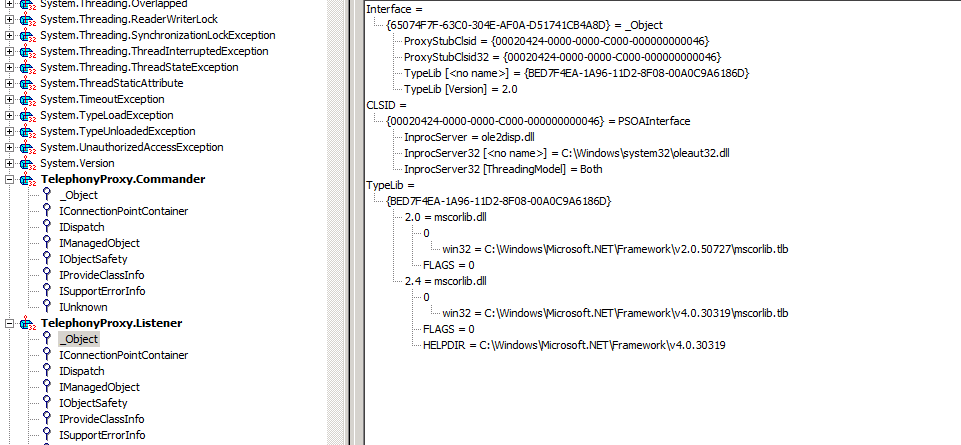 System.Threading.Overlapped
System.Threading.ReaderWriterLock
System.Threading.SynchronizationLockException
System.Threading.ThreadInterruptedException
System.Threading.ThreadStateException
System.ThreadStaticAttribute
System.TimeoutException
System.TypeLoadException
System.TypeUnloadedException
System.UnauthorizedAccessException
System.Version
TelephonyProxy.Commander
_Object
IConnectionPointContainer
IDispatch
IManagedObject
IObjectSafety
IProvideClassInfo
ISupportErrorInfo
IUnknown
TelephonyProxy.Listener
_Object
IConnectionPointContainer
IDispatch
IManagedObject
IObjectSafety
IProvideClassInfo
ISupportErrorInfo
Interface =
{65074F7F-63C0-304E-AF0A-D51741CB4A8D} = _Object
ProxyStubClsid = {00020424-0000-0000-C000-000000000046}
ProxyStubClsid32 = {00020424-0000-0000-C000-000000000046}
TypeLib [<no name>] = {BED7F4EA-1A96-11D2-8F08-00A0C9A6186D}
TypeLib [Version] = 2.0
CLSID =
{00020424-0000-0000-C000-000000000046} = PSOAInterface
InprocServer = ole2disp.dll
InprocServer32 [<no name>] = C:\Windows\system32\oleaut32.dll
InprocServer32 [ThreadingModel] = Both
TypeLib =
{BED7F4EA-1A96-11D2-8F08-00A0C9A6186D}
2.0 = mscorlib.dll
0
win32 = C:\Windows\Microsoft.NET\Framework\v2.0.50727\mscorlib.tlb
FLAGS = 0
2.4 = mscorlib.dll
0
win32 = C:\Windows\Microsoft.NET\Framework\v4.0.30319\mscorlib.tlb
FLAGS = 0
HELPDIR = C:\Windows\Microsoft.NET\Framework\v4.0.30319